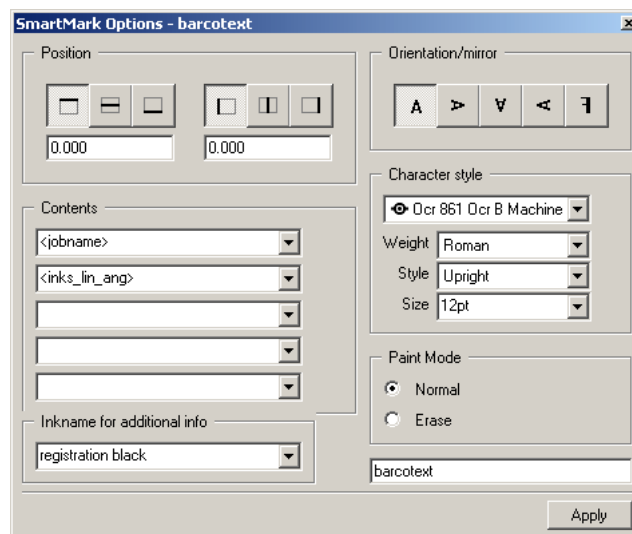 SmartMark Options - barcotext
Position
0.000
0.000
Contents
<jobname>
<inks_lin_ang>
Inkname for additional info
registration black
Orientation/mirror
A A A A F
Character style
Ocr 861 Ocr B Machine
Weight Roman
Style Upright
Size 12pt
Paint Mode
Normal
Erase
barcotext
Apply